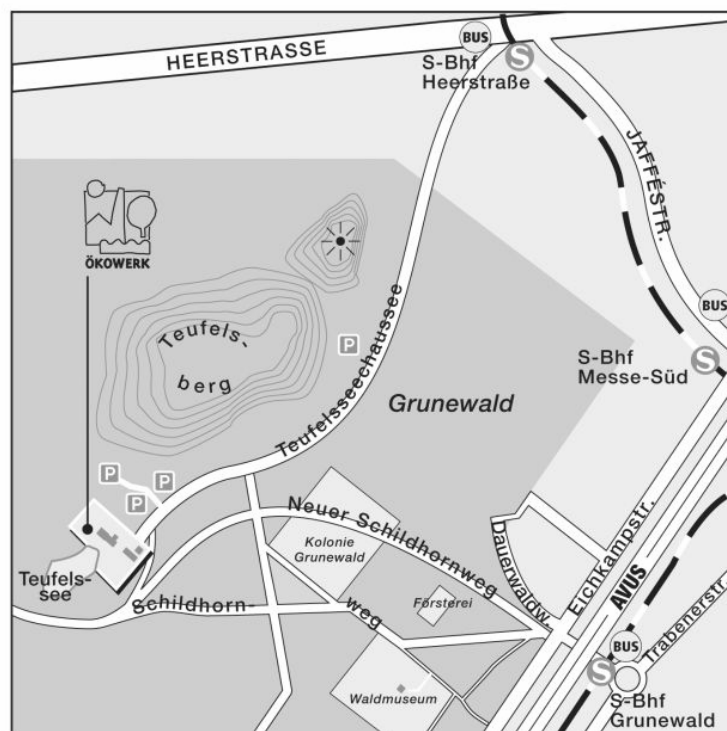 HEERSTRASSE
BUS
S-Bhf
Heerstraße
S
JAFFÉSTR.
ÖKOWERK
Teufels-
berg
P
Teufelsseechaussee
BUS
S-Bhf
Messe-Süd
S
Grunewald
P
P
P
Neuer Schildhornweg
Kolonie
Grunewald
Dauerwaldw.
Eichkampstr.
AVUS
Teufels-
see
Schildhorn-
weg
Försterei
Trabenerstr.
BUS
S
Waldmuseum
S-Bhf
Grunewald